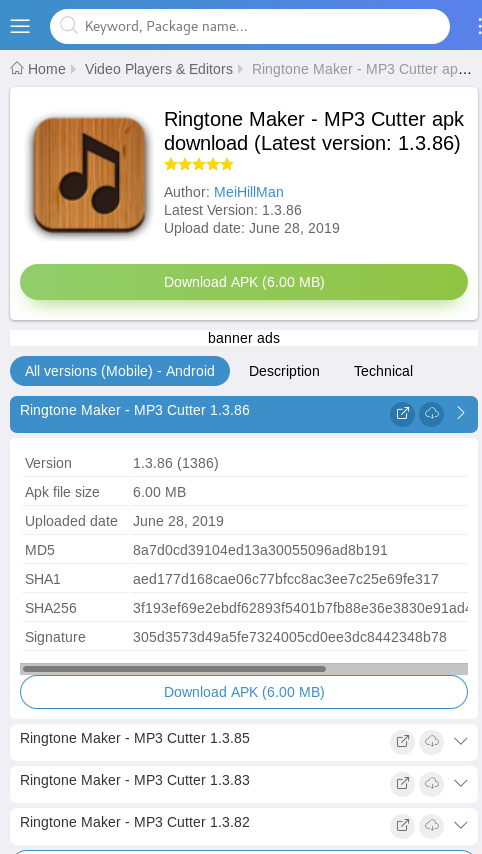 Keyword, Package name...
Home Video Players & Editors Ringtone Maker - MP3 Cutter ap...
Ringtone Maker - MP3 Cutter apk
download (Latest version: 1.3.86)
Author: MeiHillMan
Latest Version: 1.3.86
Upload date: June 28, 2019
Download APK (6.00 MB)
banner ads
All versions (Mobile) - Android Description Technical
Ringtone Maker - MP3 Cutter 1.3.86
Version 1.3.86 (1386)
Apk file size 6.00 MB
Uploaded date June 28, 2019
MD5 8a7d0cd39104ed13a30055096ad8b191
SHA1 aed177d168cae06c77bfcc8ac3ee7c25e69fe317
SHA256 3f193ef69e2ebdf62893f5401b7fb88e36e3830e91ad4
Signature 305d3573d49a5fe7324005cd0ee3dc8442348b78
Download APK (6.00 MB)
Ringtone Maker - MP3 Cutter 1.3.85
Ringtone Maker - MP3 Cutter 1.3.83
Ringtone Maker - MP3 Cutter 1.3.82